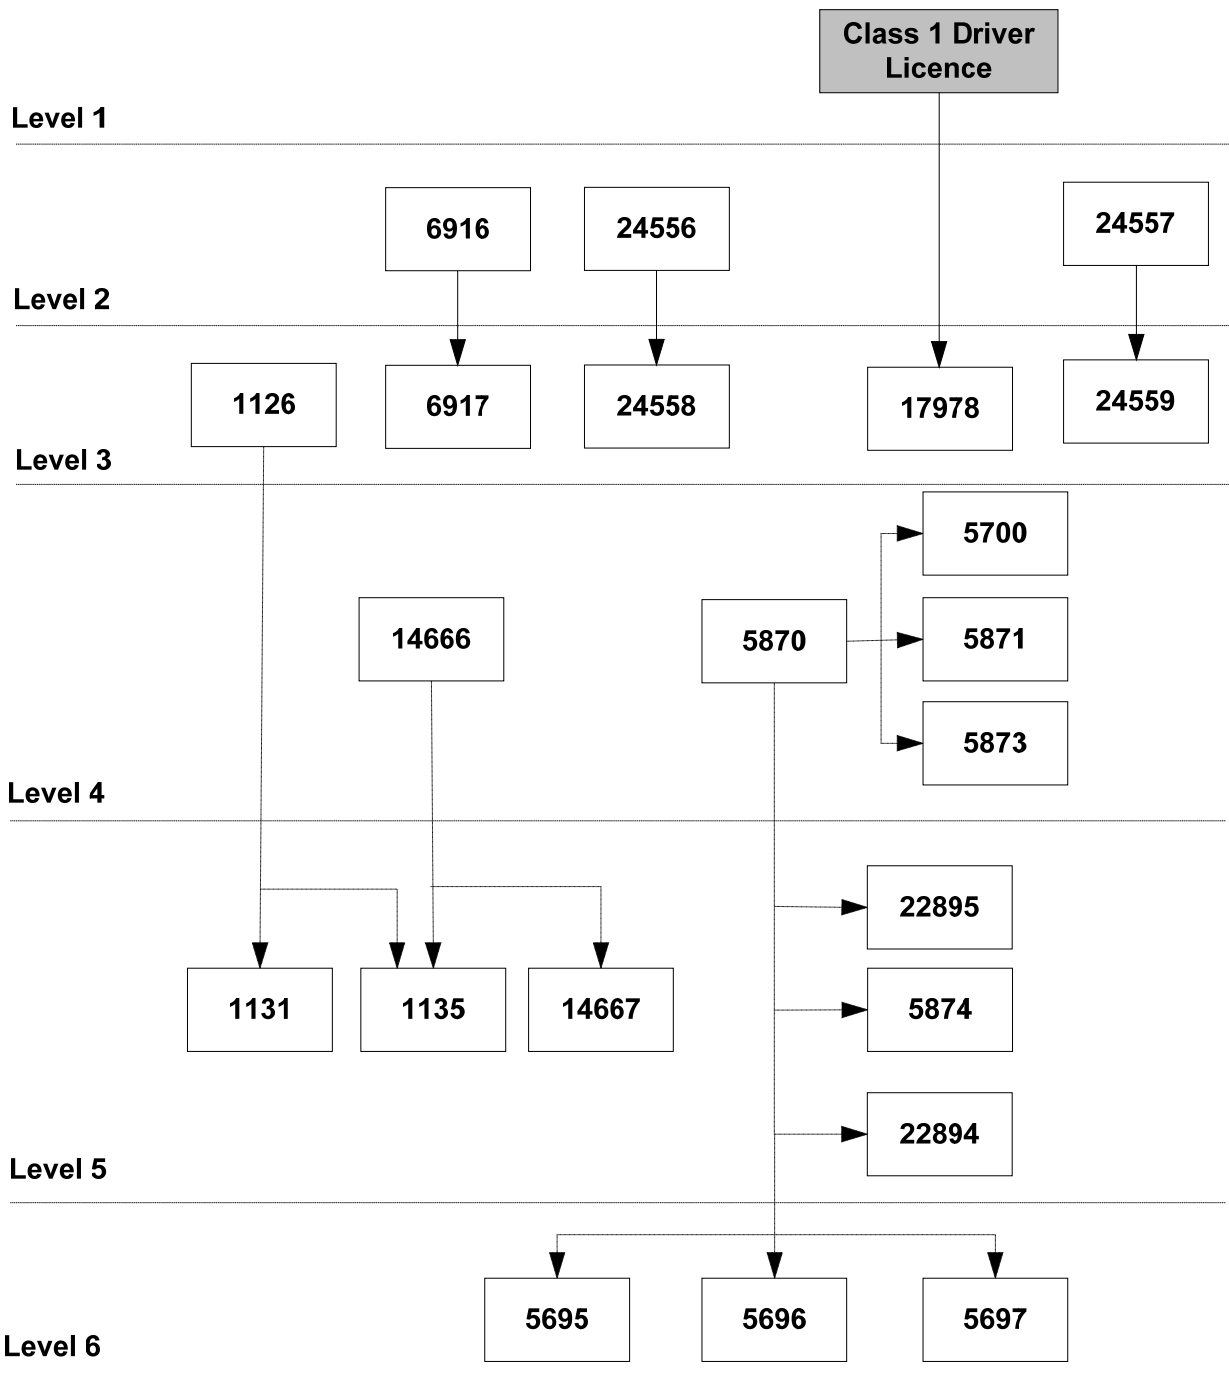 Class 1 Driver
Licence
Level 1
6916
24556
24557
Level 2
1126
6917
24558
17978
24559
Level 3
5700
14666
5870
5871
5873
Level 4
22895
1131
1135
14667
5874
22894
Level 5
5695
5696
5697
Level 6